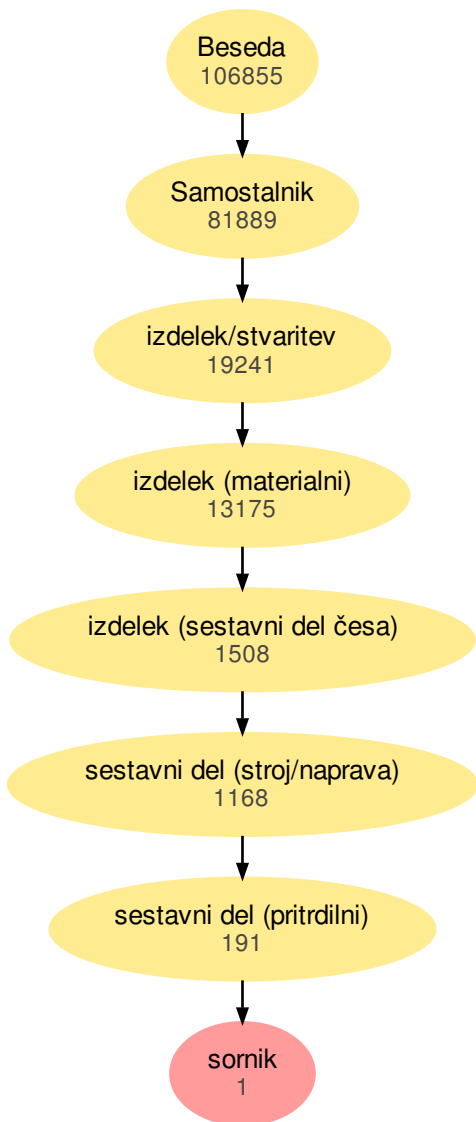 Beseda
106855
Samostalnik
81889
izdelek/stvaritev
19241
izdelek (materialni)
13175
izdelek (sestavni del česa)
1508
sestavni del (stroj/naprava)
1168
sestavni del (pritrdilni)
191
sornik
1